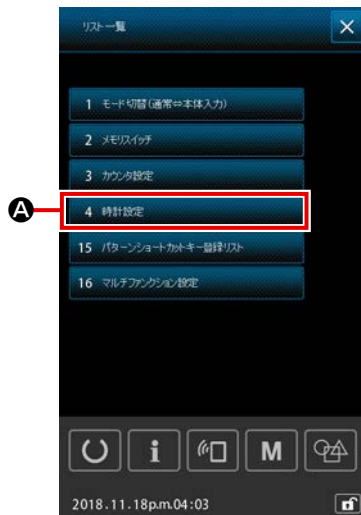 リスト一覧
1 モード切替(通常⇔本体入力)
2 メモリスイッチ
3 カウンタ設定
A
4 時計設定
15 パターンショートカットキー登録リスト
16 マルチファンクション設定
i
M
2018.11.18p.m.04:03